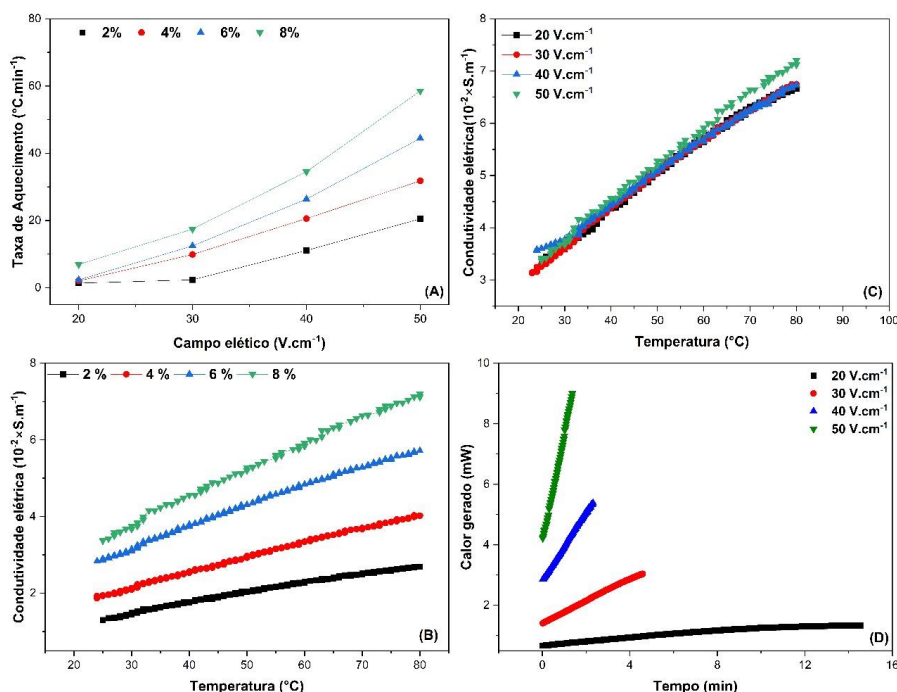 2% 4% 6% 8%
80
60
40
20
0
Taxa de Aquecimento (°C.min⁻¹)
20 30 40 50
Campo elético (V.cm⁻¹)
(A)
20 V.cm⁻¹
30 V.cm⁻¹
40 V.cm⁻¹
50 V.cm⁻¹
7
6
5
4
3
Condutividade elétrica(10⁻²×S.m⁻¹)
20 30 40 50 60 70 80 90 100
Temperatura (°C)
(C)
2 % 4 % 6 % 8 %
8
6
4
2
Condutividade elétrica (10⁻²×S.m⁻¹)
20 30 40 50 60 70 80
Temperatura (°C)
(B)
20 V.cm⁻¹
30 V.cm⁻¹
40 V.cm⁻¹
50 V.cm⁻¹
10
8
6
4
2
Calor gerado (mW)
0 4 8 12 16
Tempo (min)
(D)